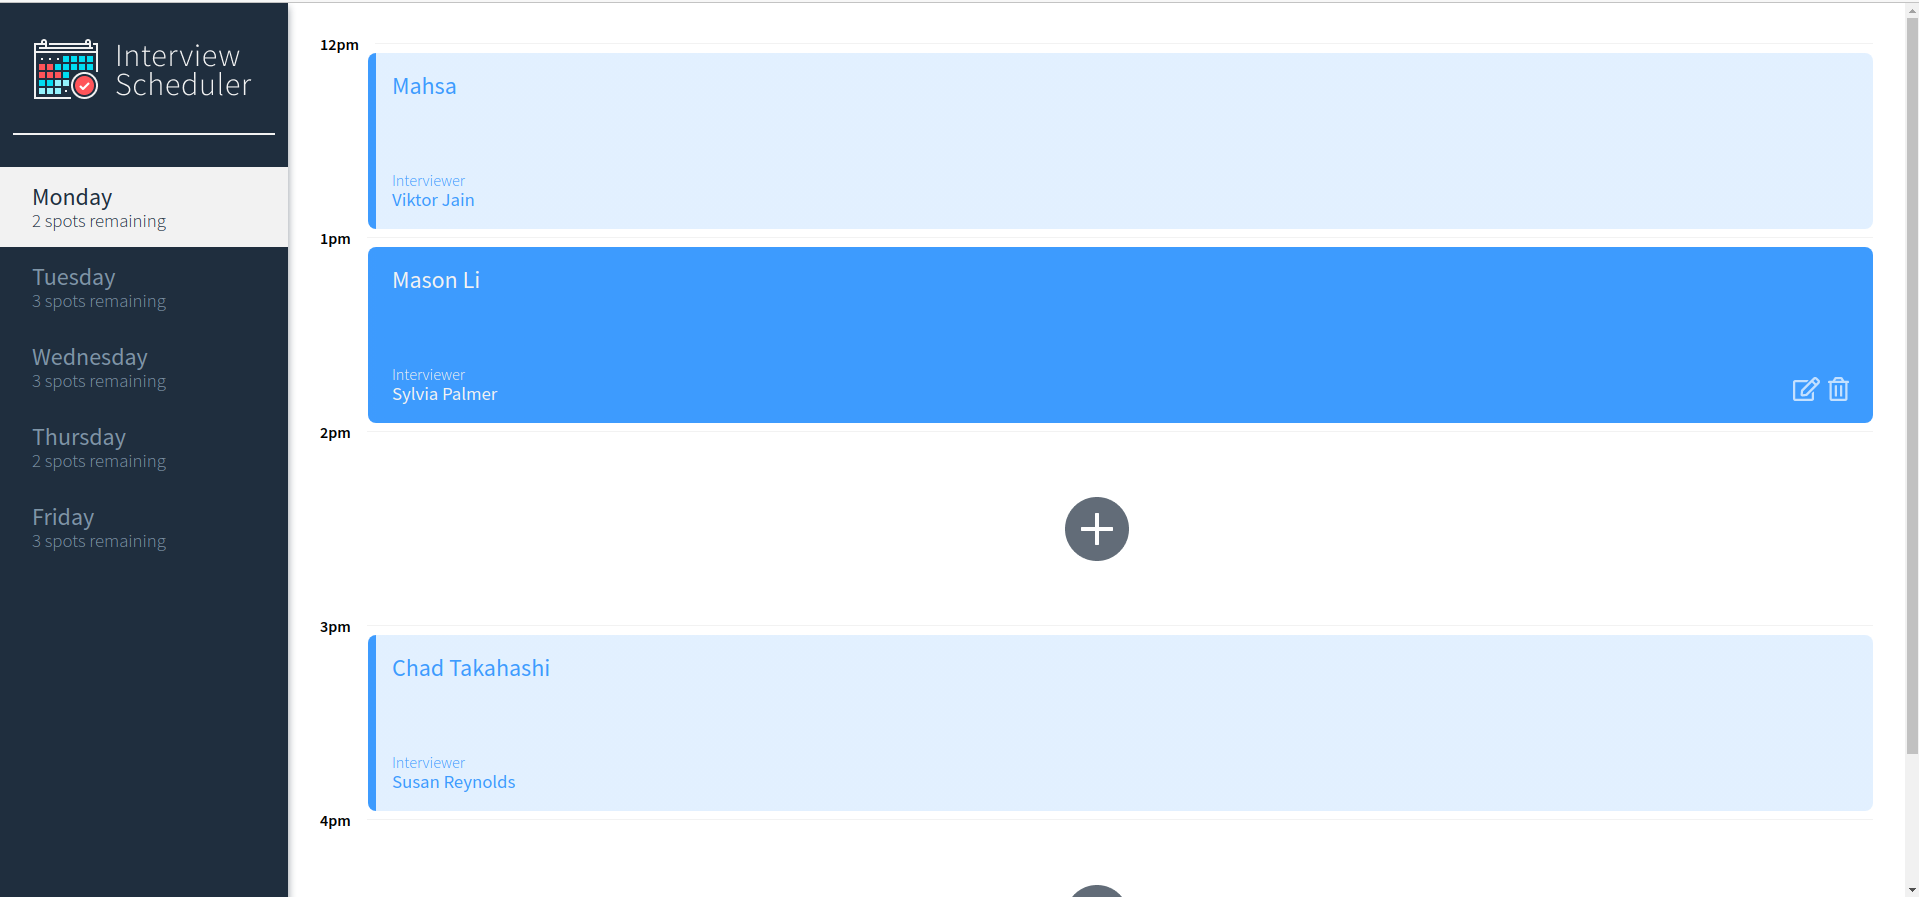 Interview
Scheduler
Monday
2 spots remaining
Tuesday
3 spots remaining
Wednesday
3 spots remaining
Thursday
2 spots remaining
Friday
3 spots remaining
12pm
Mahsa
Interviewer
Viktor Jain
1pm
Mason Li
Interviewer
Sylvia Palmer
2pm
3pm
Chad Takahashi
Interviewer
Susan Reynolds
4pm